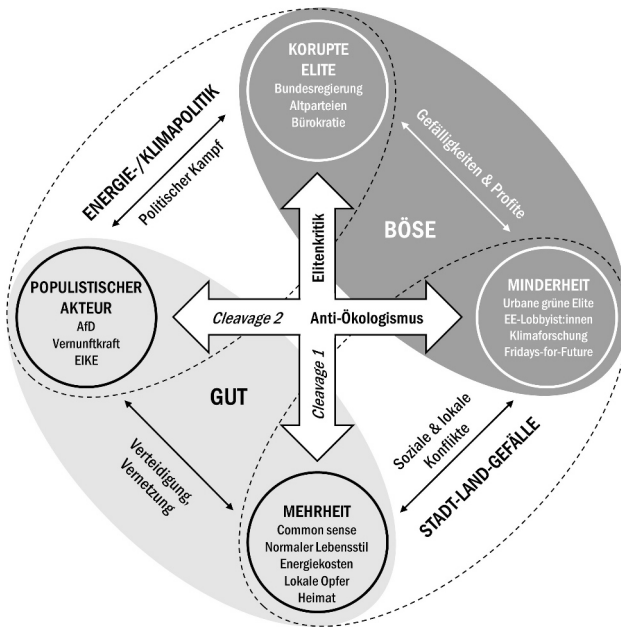 KORUPTE
ELITE
Bundesregierung
Altparteien
Bürokratie
ENERGIE-/KLIMAPOLITIK
Politischer Kampf
Gefälligkeiten & Profite
Elitenkritik
BÖSE
POPULISTISCHER
AKTEUR
AfD
Vernunftkraft
EIKE
Cleavage 2
Anti-Ökologismus
MINDERHEIT
Urbane grüne Elite
EE-Lobbyist:innen
Klimaforschung
Fridays-for-Future
Cleavage 1
GUT
Verteidigung,
Vernetzung
Soziale & lokale
Konflikte
STADT-LAND-GEFÄLLE
MEHRHEIT
Common sense
Normaler Lebensstil
Energiekosten
Lokale Opfer
Heimat